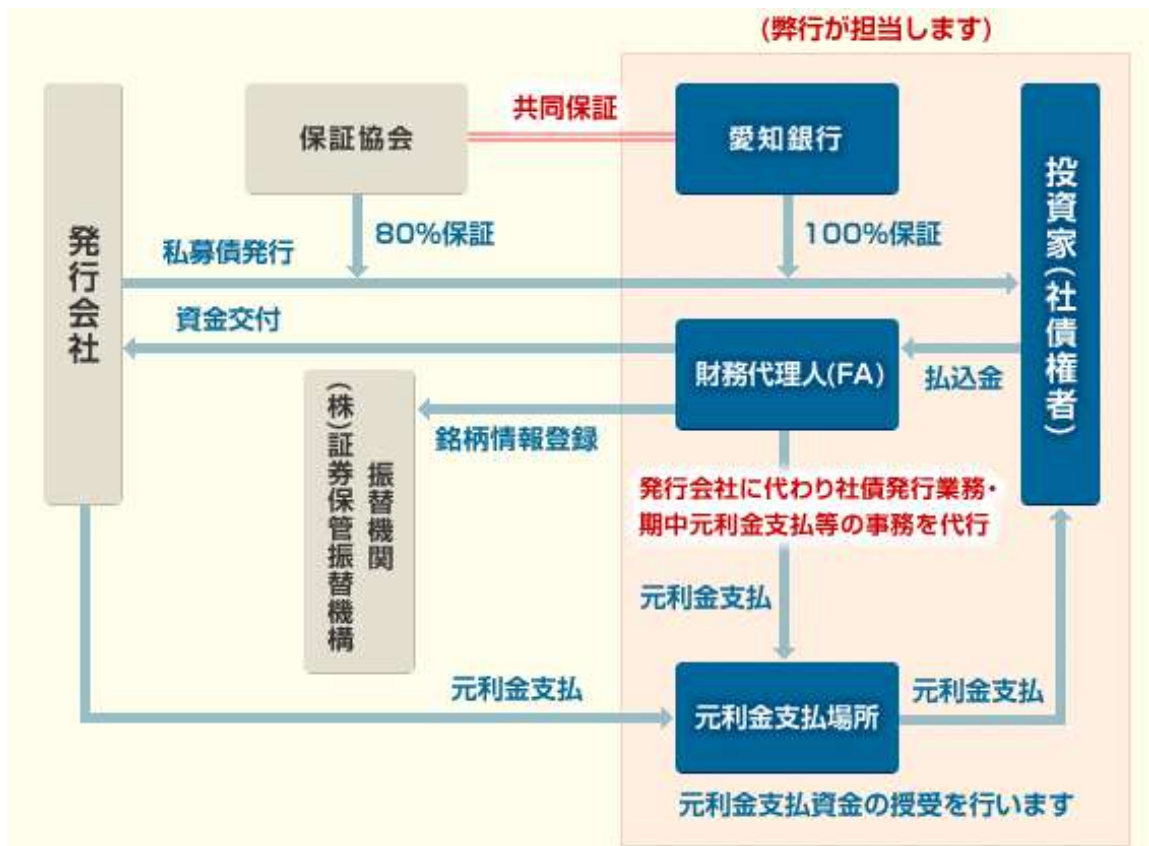 (弊行が担当します)
共同保証
保証協会
愛知銀行
投資家(社債権者)
発行会社
80%保証
100%保証
私募債発行
資金交付
財務代理人(FA)
払込金
銘柄情報登録
振替機関
(株)証券保管振替機構
発行会社に代わり社債発行業務・
期中元利金支払等の事務を代行
元利金支払
元利金支払
元利金支払場所
元利金支払
元利金支払資金の授受を行います